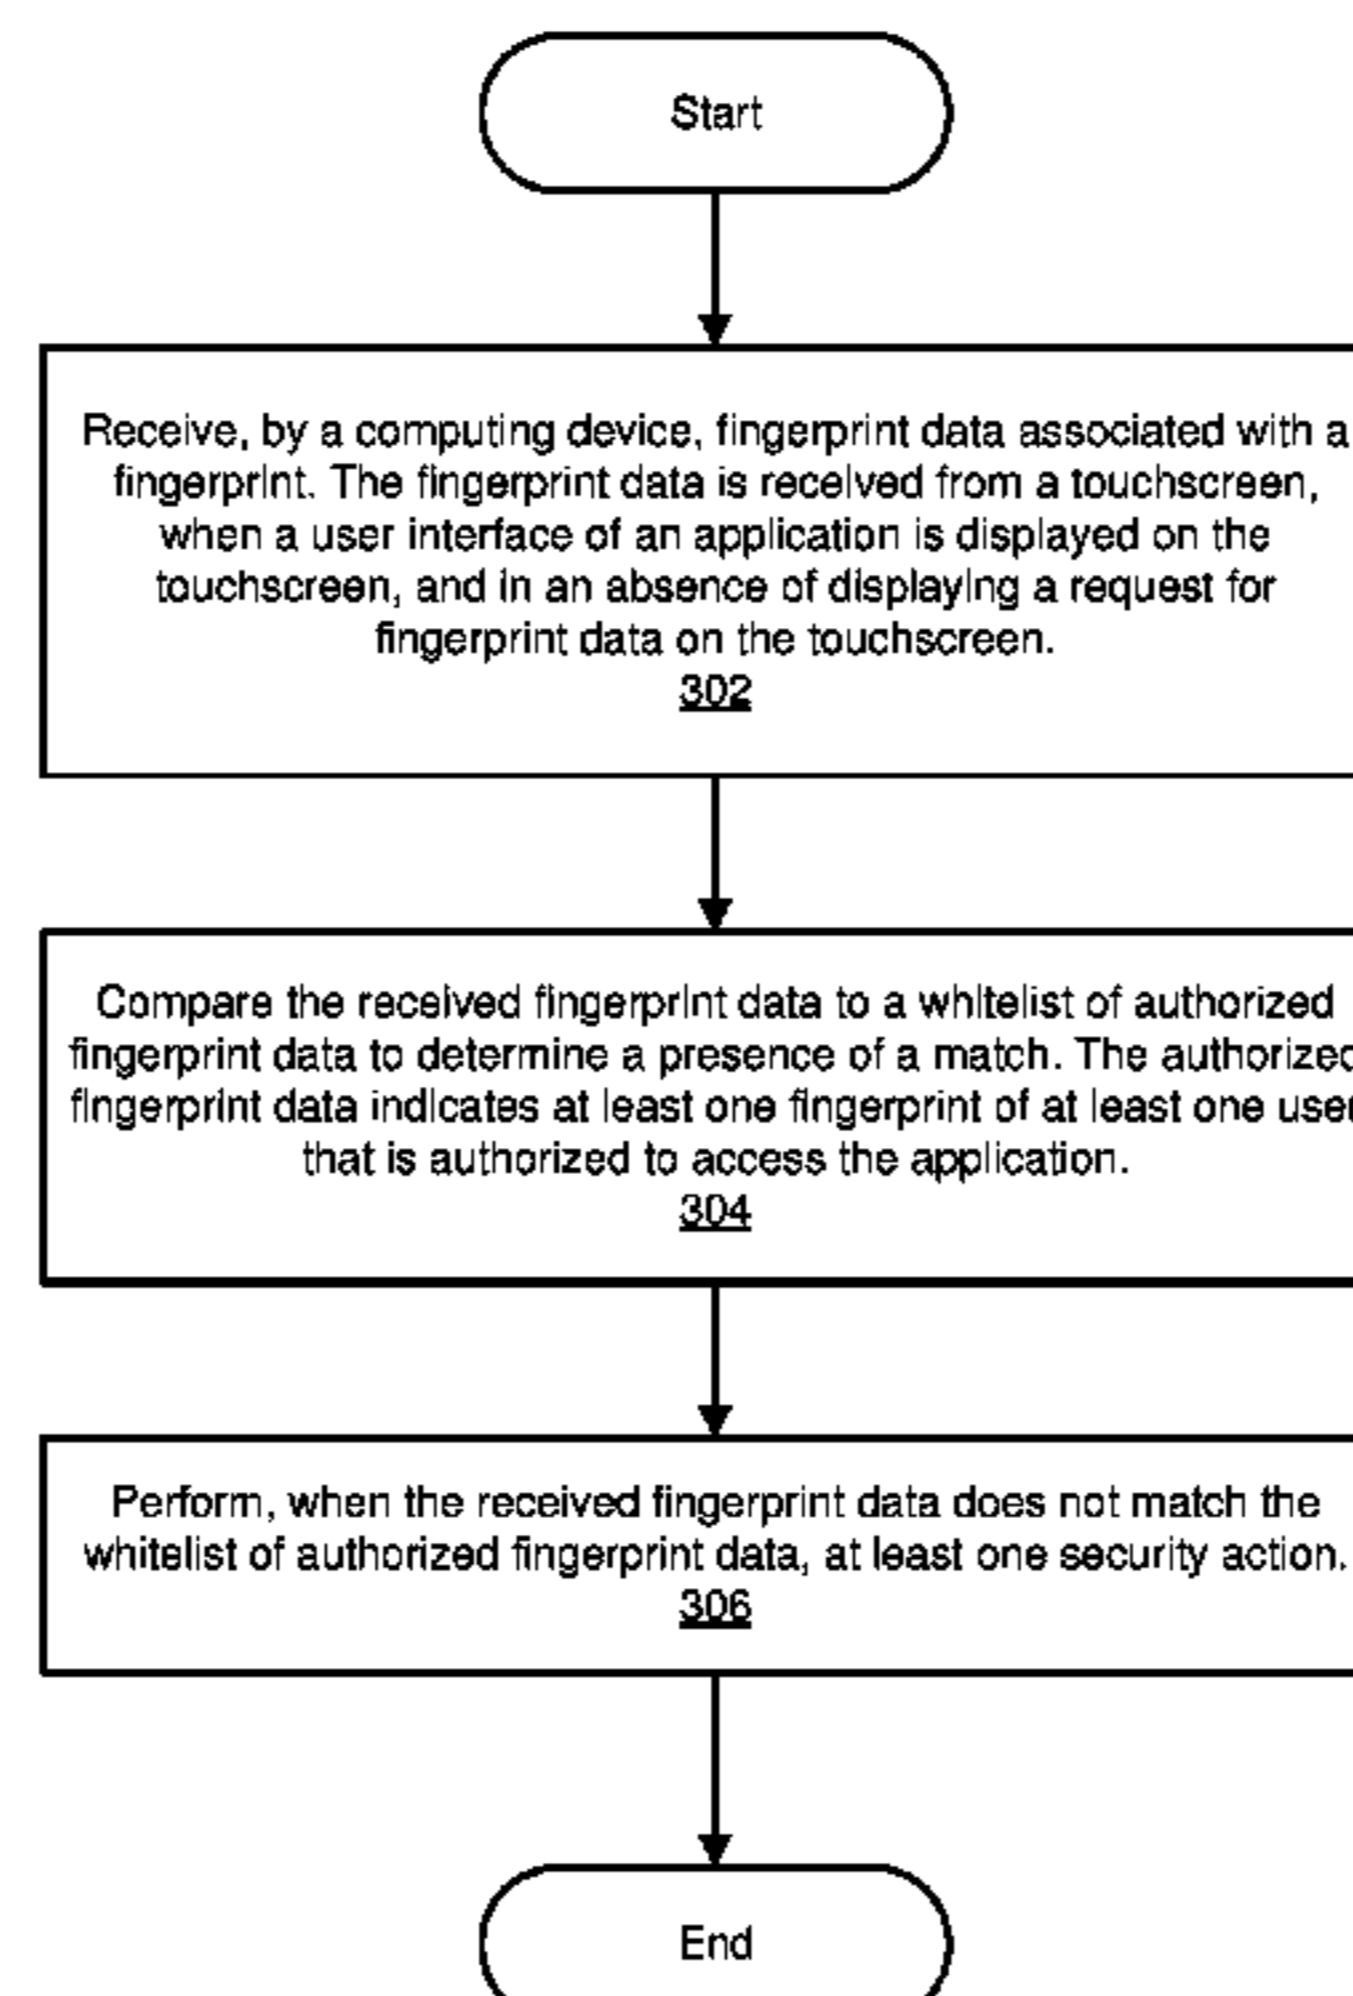 Start
Receive, by a computing device, fingerprint data associated with a
fingerprint. The fingerprint data is received from a touchscreen,
when a user interface of an application is displayed on the
touchscreen, and in an absence of displaying a request for
fingerprint data on the touchscreen.
302
Compare the received fingerprint data to a whitelist of authorized
fingerprint data to determine a presence of a match. The authorized
fingerprint data indicates at least one fingerprint of at least one user
that is authorized to access the application.
304
Perform, when the received fingerprint data does not match the
whitelist of authorized fingerprint data, at least one security action.
306
End